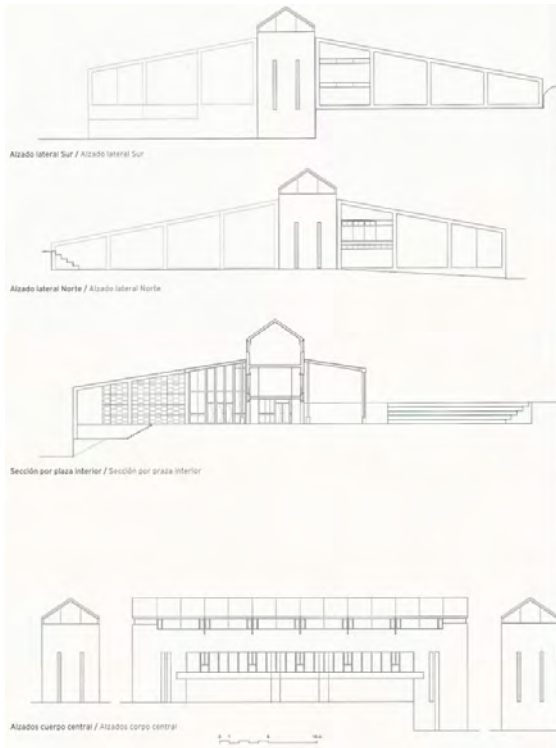 Alzado lateral Sur / Alzado lateral Sur
Alzado lateral Norte / Alzado lateral Norte
Sección por plaza interior / Sección por praza interior
Alzados cuerpo central / Alzados corpo central